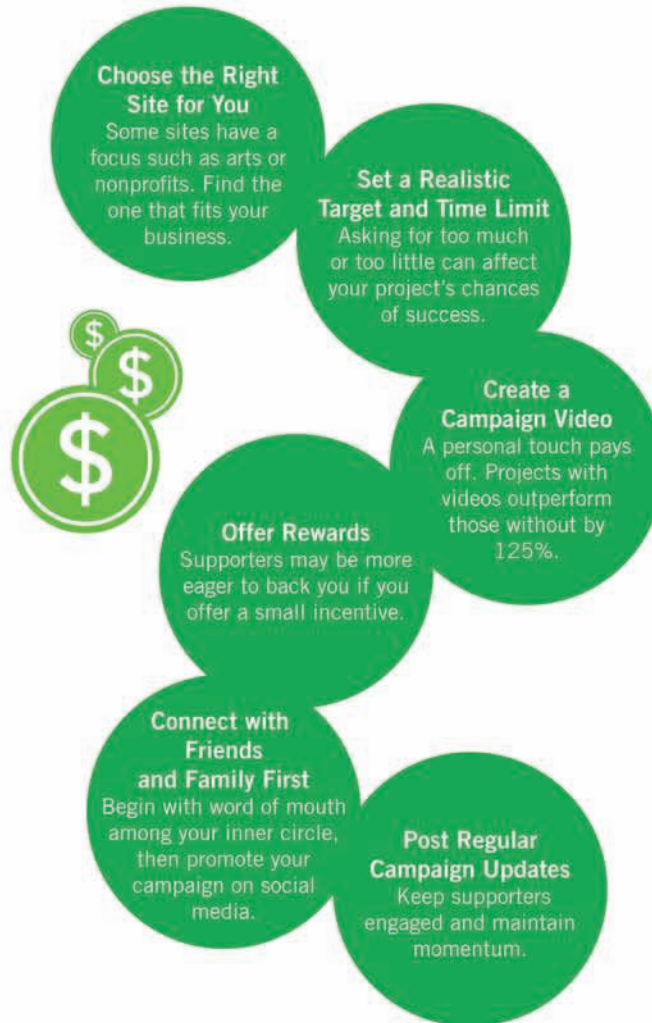 Choose the Right
Site for You
Some sites have a
focus such as arts or
nonprofits. Find the
one that fits your
business.
Set a Realistic
Target and Time Limit
Asking for too much
or too little can affect
your project's chances
of success.
Create a
Campaign Video
A personal touch pays
off. Projects with
videos outperform
those without by
125%.
$
$
$
Offer Rewards
Supporters may be more
eager to back you if you
offer a small incentive.
Connect with
Friends
and Family First
Begin with word of mouth
among your inner circle,
then promote your
campaign on social
media.
Post Regular
Campaign Updates
Keep supporters
engaged and maintain
momentum.